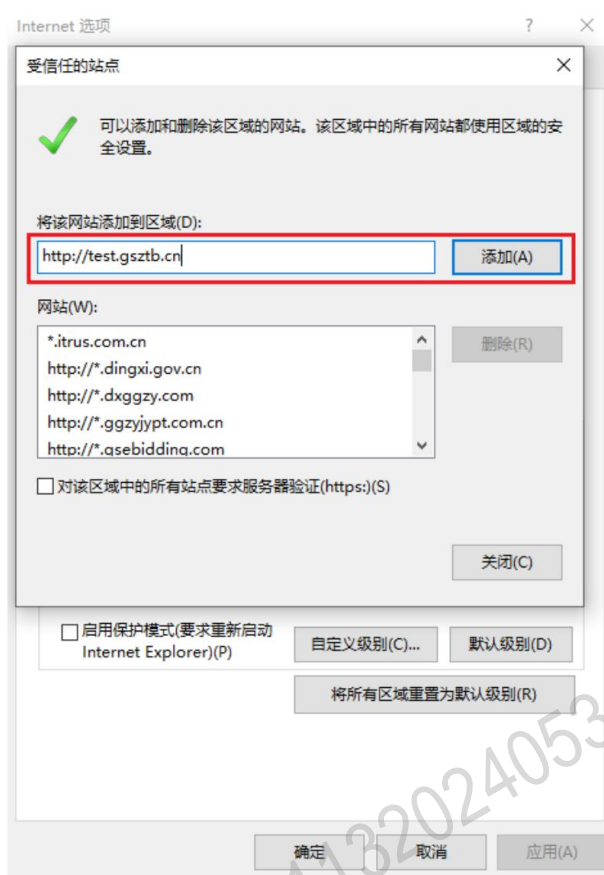 Internet 选项
?
受信任的站点
可以添加和删除该区域的网站。该区域中的所有网站都使用区域的安
全设置。
将该网站添加到区域(D):
http://test.gsztb.cn
添加(A)
网站(W):
*.itrus.com.cn
http://*.dingxi.gov.cn
http://*.dxggzy.com
http://*.ggzyjypt.com.cn
http://*.gsebidding.com
删除(R)
对该区域中的所有站点要求服务器验证(https:)(S)
关闭(C)
启用保护模式(要求重新启动
Internet Explorer)(P)
自定义级别(C)...
默认级别(D)
将所有区域重置为默认级别(R)
确定
取消
应用(A)
1132024053